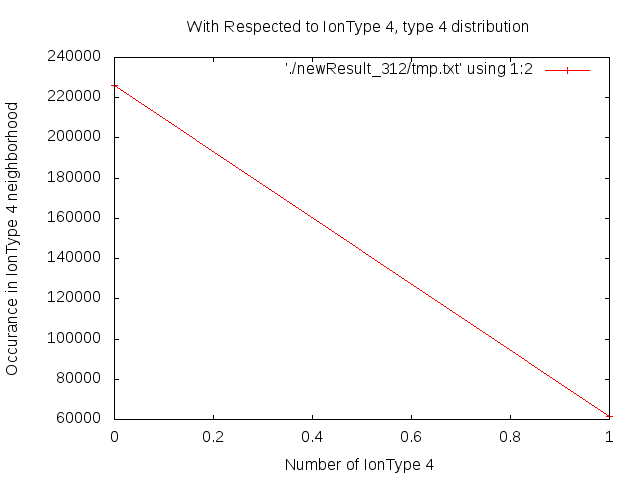 With Respected to IonType 4, type 4 distribution
'./newResult_312/tmp.txt' using 1:2
Occurance in IonType 4 neighborhood
240000
220000
200000
180000
160000
140000
120000
100000
80000
60000
0 0.2 0.4 0.6 0.8 1
Number of IonType 4